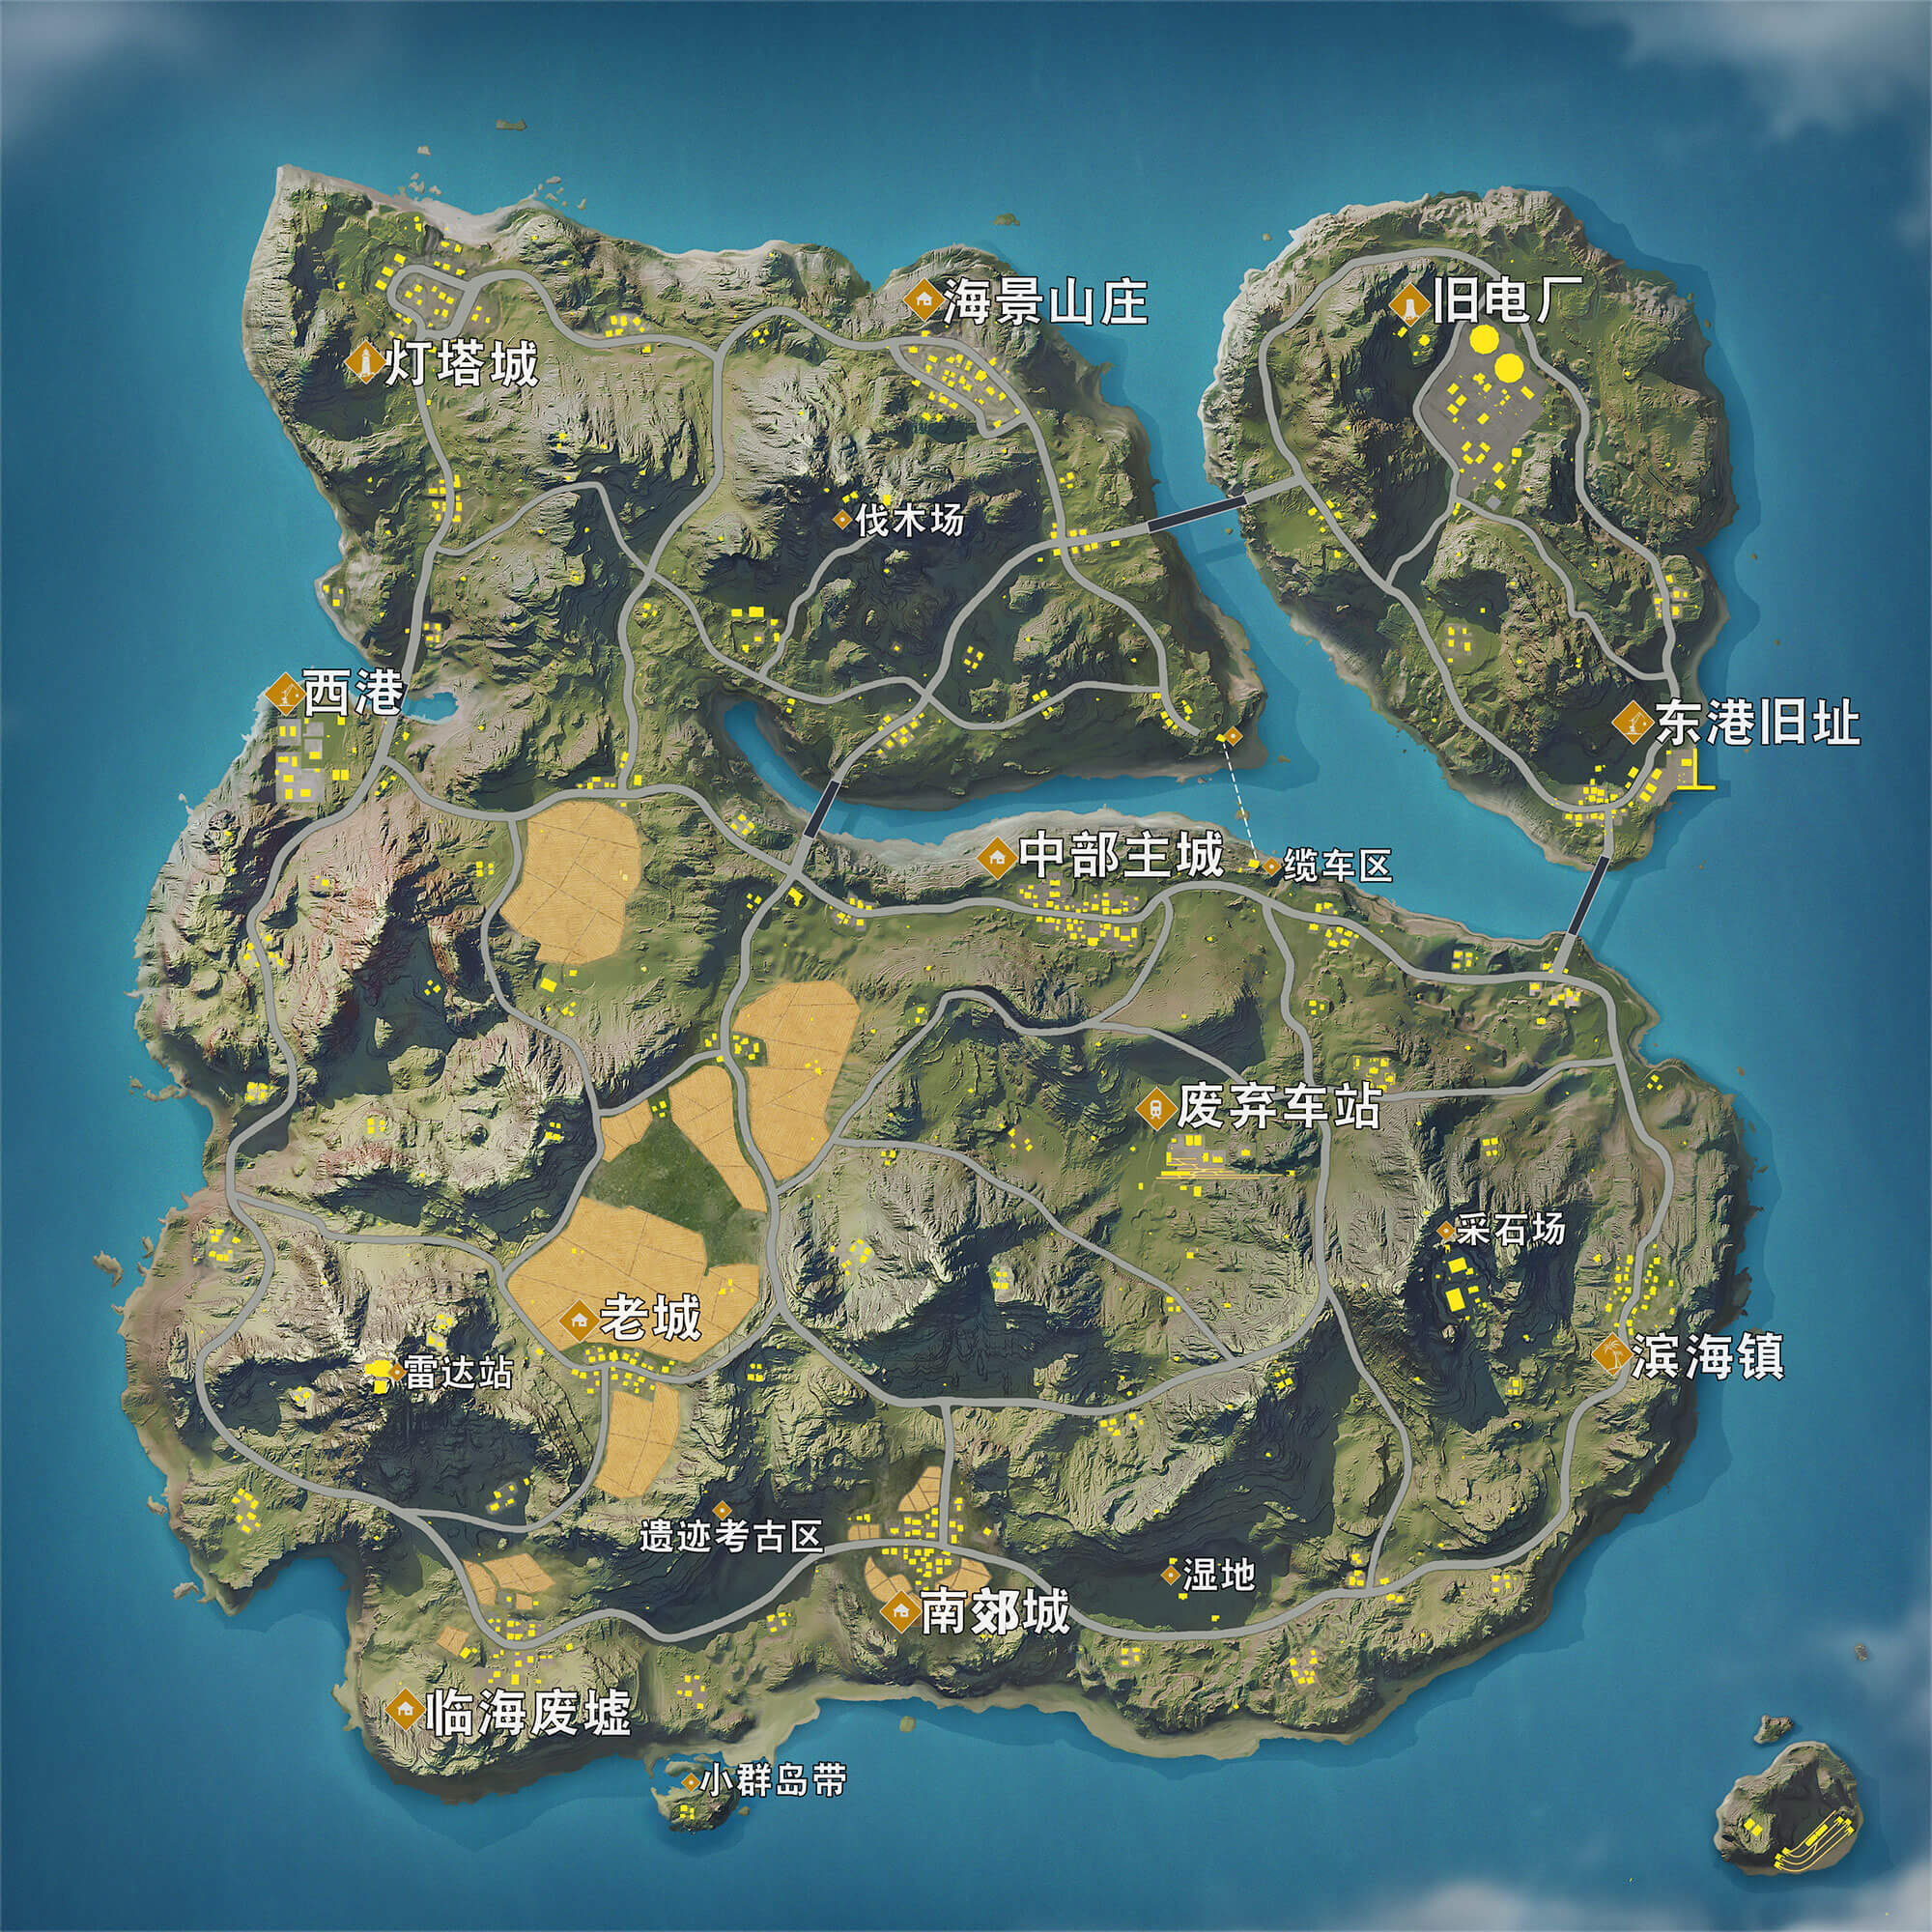 海景山庄
旧电厂
灯塔城
伐木场
西港
东港旧址
中部主城
缆车区
废弃车站
采石场
老城
滨海镇
雷达站
遗迹考古区
湿地
南郊城
临海废墟
小群岛带